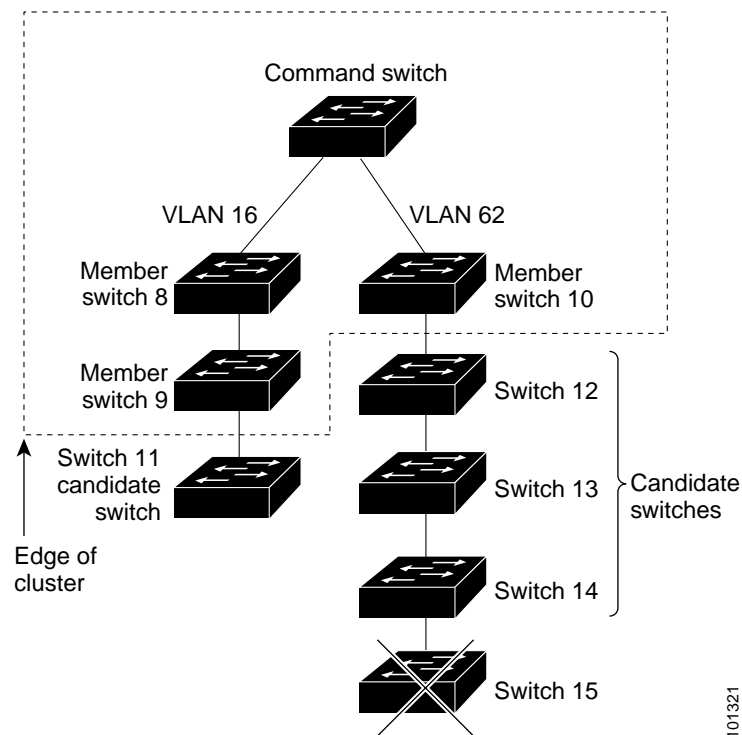 Command switch
VLAN 16
VLAN 62
Member
switch 8
Member
switch 10
Member
switch 9
Switch 12
Switch 11
candidate
switch
Switch 13
Candidate
switches
Edge of
cluster
Switch 14
Switch 15
101321